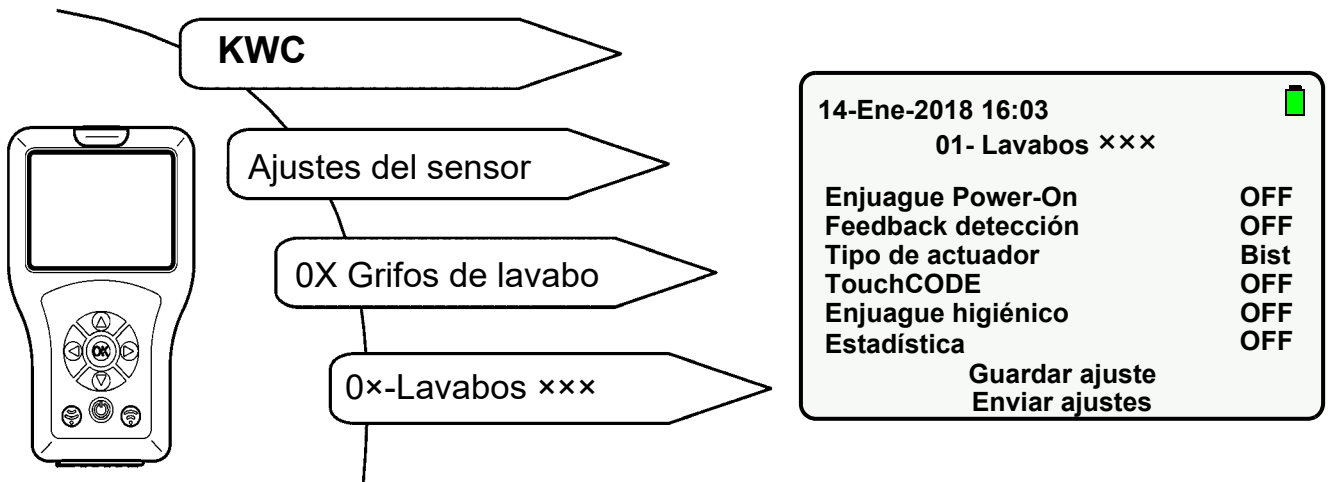 KWC
Ajustes del sensor
0X Grifos de lavabo
0×-Lavabos ×××
OK
14-Ene-2018 16:03
01- Lavabos ×××
Enjuague Power-On OFF
Feedback detección OFF
Tipo de actuador Bist
TouchCODE OFF
Enjuague higiénico OFF
Estadística OFF
Guardar ajuste
Enviar ajustes